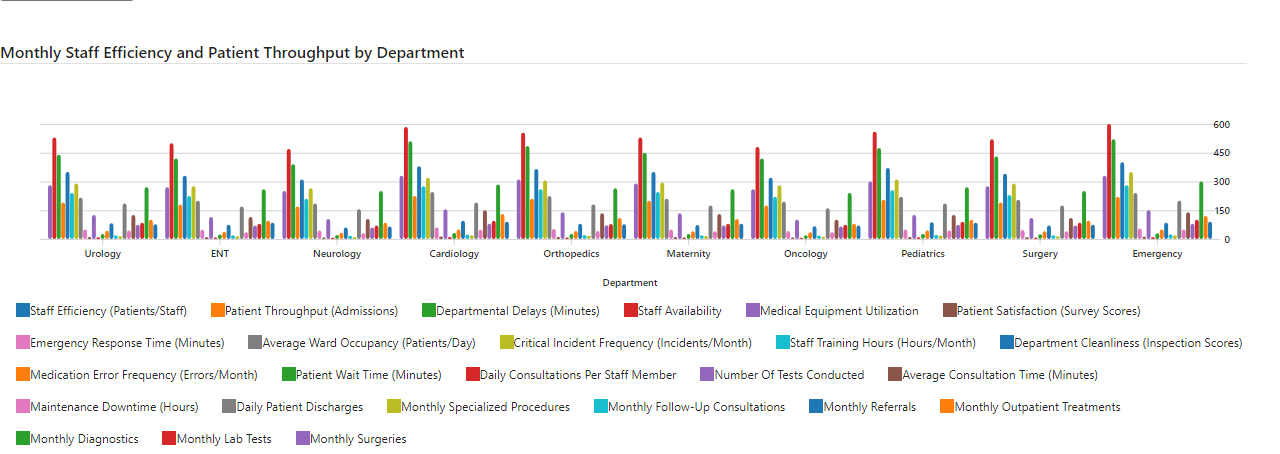 Monthly Staff Efficiency and Patient Throughput by Department
600
450
300
150
0
Urology ENT Neurology Cardiology Orthopedics Maternity Oncology Pediatrics Surgery Emergency
Department
Staff Efficiency (Patients/Staff) Patient Throughput (Admissions) Departmental Delays (Minutes) Staff Availability Medical Equipment Utilization Patient Satisfaction (Survey Scores)
Emergency Response Time (Minutes) Average Ward Occupancy (Patients/Day) Critical Incident Frequency (Incidents/Month) Staff Training Hours (Hours/Month) Department Cleanliness (Inspection Scores)
Medication Error Frequency (Errors/Month) Patient Wait Time (Minutes) Daily Consultations Per Staff Member Number Of Tests Conducted Average Consultation Time (Minutes)
Maintenance Downtime (Hours) Daily Patient Discharges Monthly Specialized Procedures Monthly Follow-Up Consultations Monthly Referrals Monthly Outpatient Treatments
Monthly Diagnostics Monthly Lab Tests Monthly Surgeries